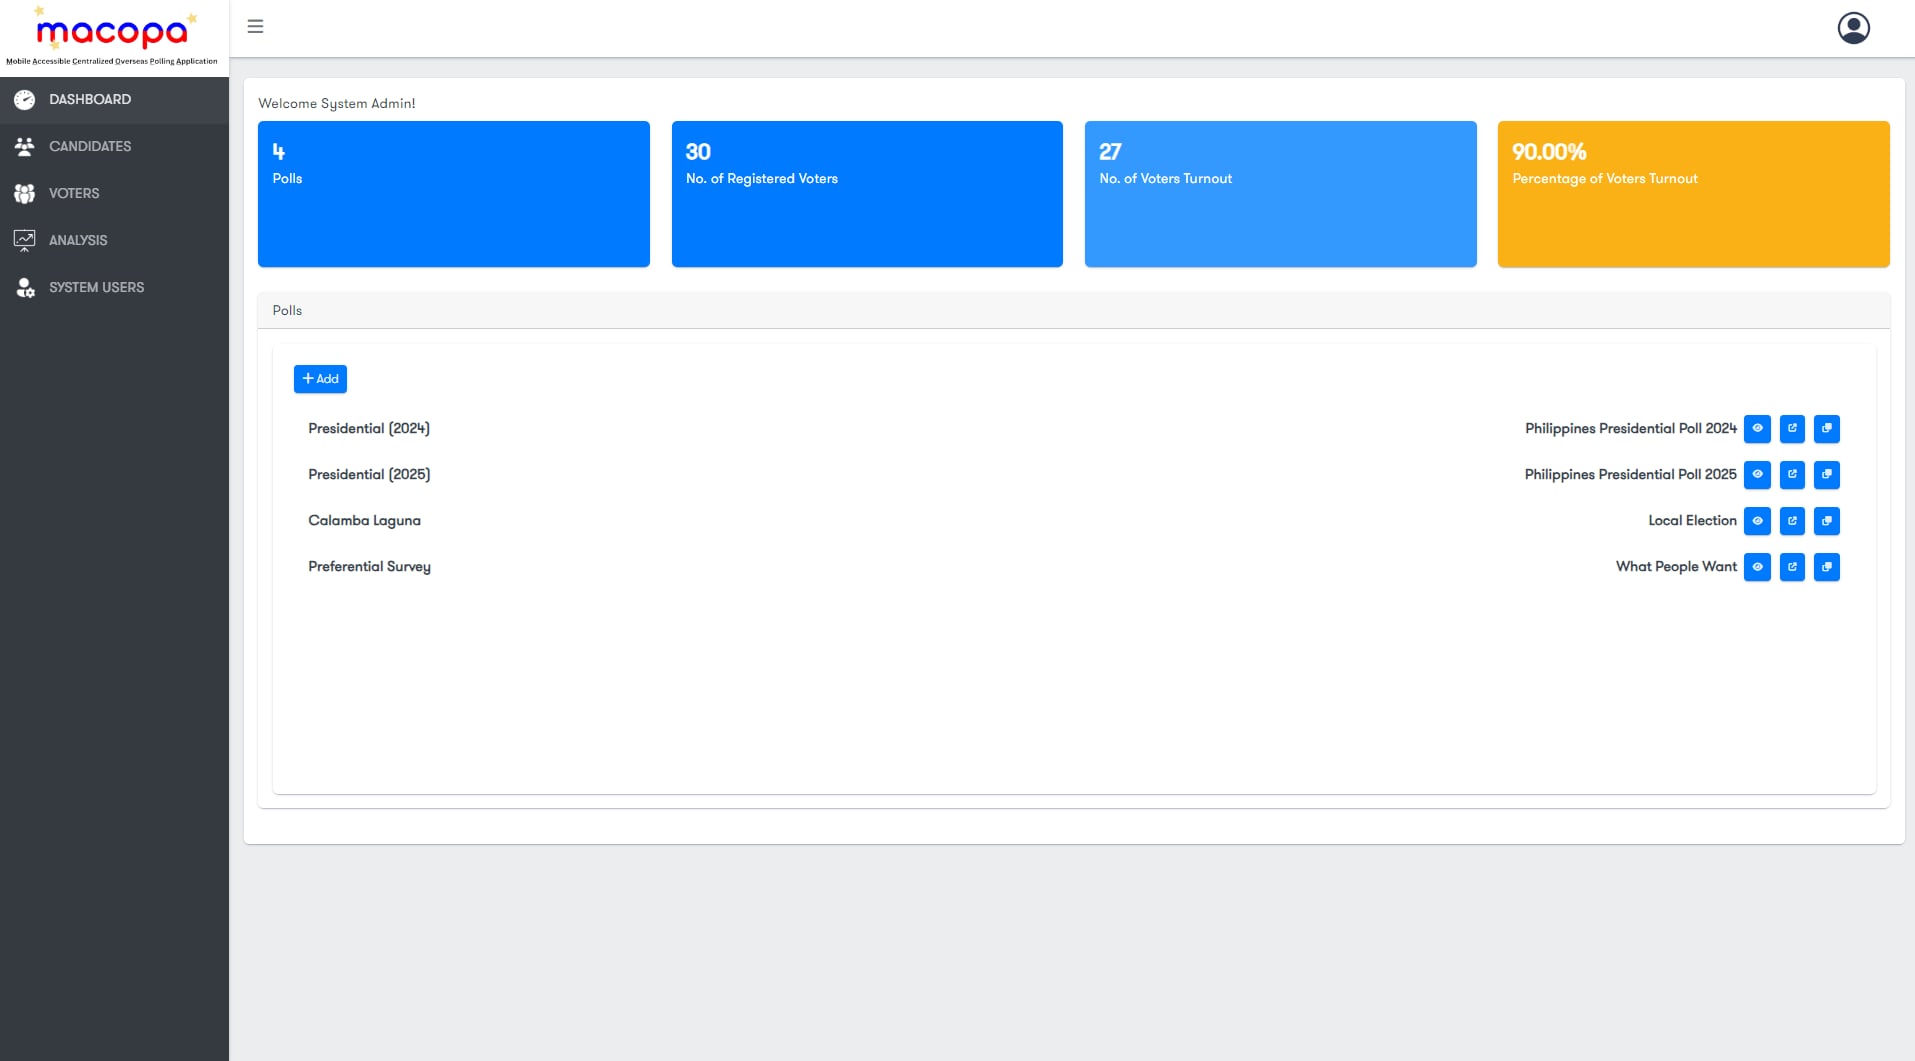 macopa
Mobile Accessible Centralized Overseas Polling Application
DASHBOARD
CANDIDATES
VOTERS
ANALYSIS
SYSTEM USERS
Welcome System Admin!
4
Polls
30
No. of Registered Voters
27
No. of Voters Turnout
90.00%
Percentage of Voters Turnout
Polls
Add
Presidential (2024) Philippines Presidential Poll 2024
Presidential (2025) Philippines Presidential Poll 2025
Calamba Laguna Local Election
Preferential Survey What People Want